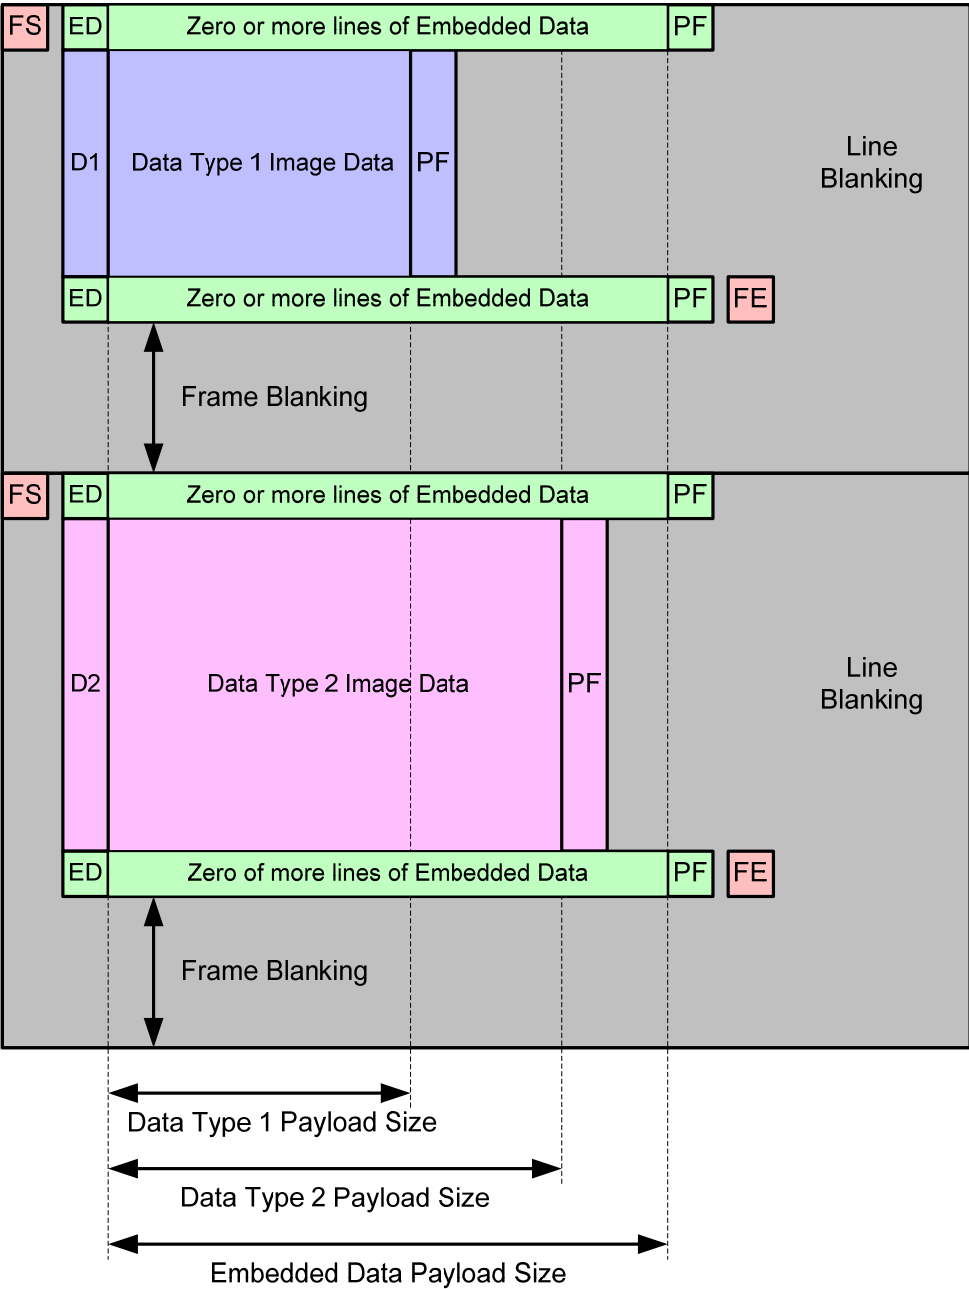 FS ED Zero or more lines of Embedded Data PF
D1 Data Type 1 Image Data PF
Line
Blanking
ED Zero or more lines of Embedded Data PF FE
Frame Blanking
FS ED Zero or more lines of Embedded Data PF
D2 Data Type 2 Image Data PF
Line
Blanking
ED Zero of more lines of Embedded Data PF FE
Frame Blanking
Data Type 1 Payload Size
Data Type 2 Payload Size
Embedded Data Payload Size